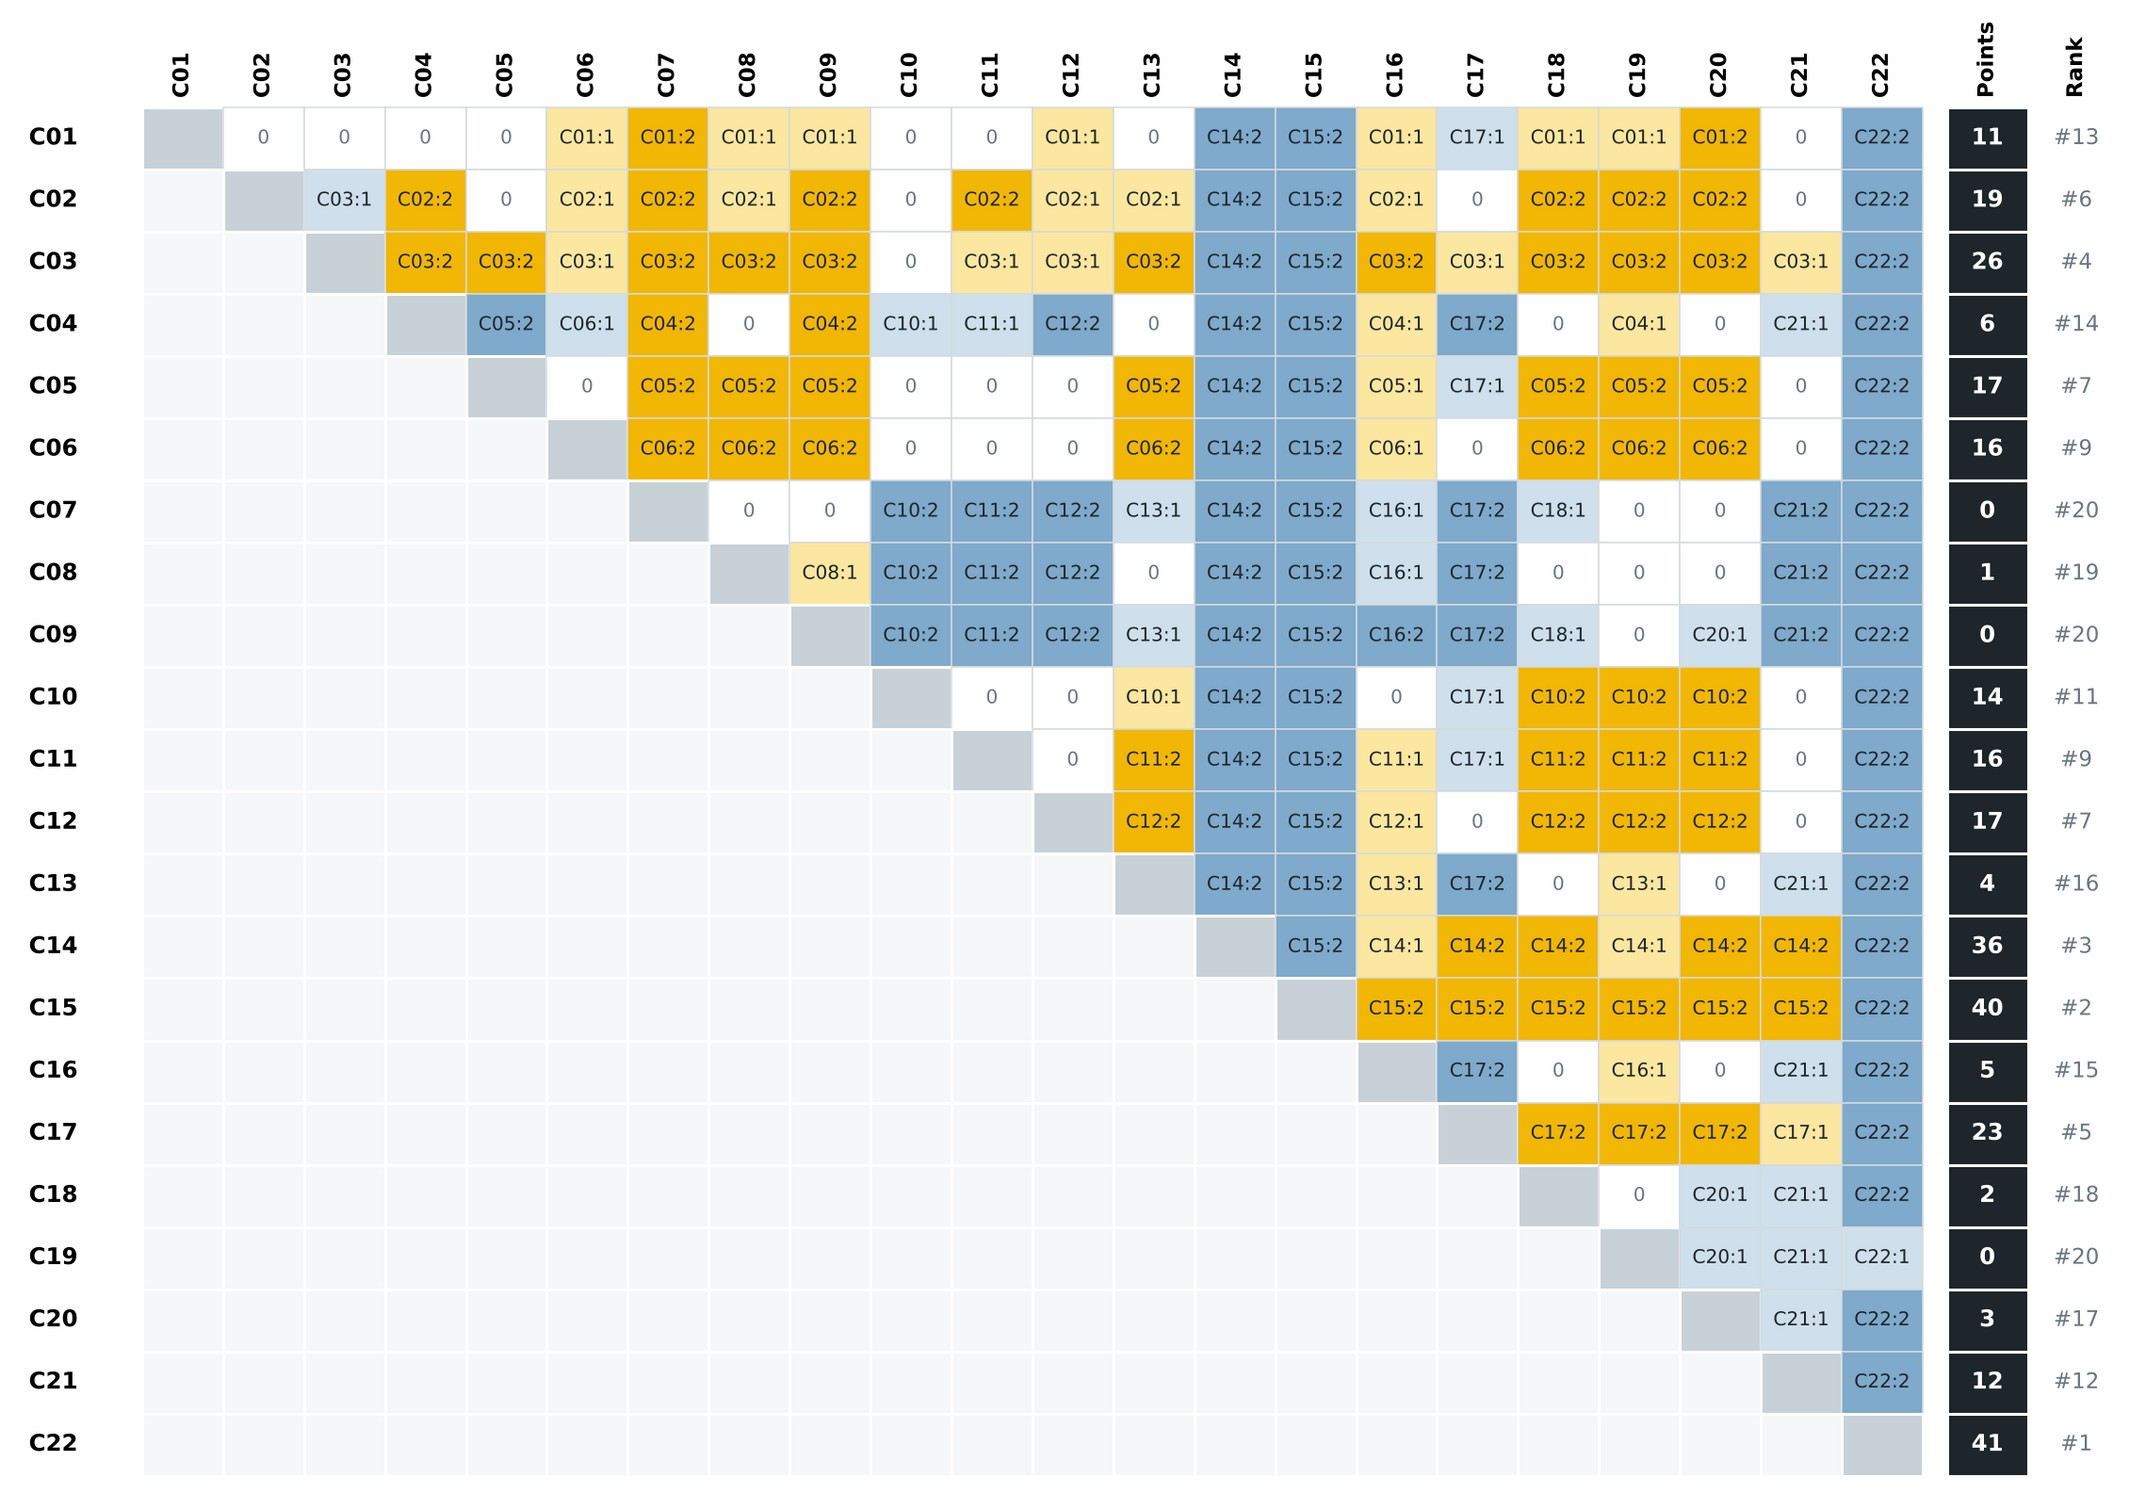 C01 C02 C03 C04 C05 C06 C07 C08 C09 C10 C11 C12 C13 C14 C15 C16 C17 C18 C19 C20 C21 C22 Points Rank
C01 0 0 0 0 C01:1 C01:2 C01:1 C01:1 0 0 C01:1 0 C14:2 C15:2 C01:1 C17:1 C01:1 C01:1 C01:2 0 C22:2 11 #13
C02 C03:1 C02:2 0 C02:1 C02:2 C02:1 C02:2 0 C02:2 C02:1 C02:1 C14:2 C15:2 C02:1 0 C02:2 C02:2 C02:2 0 C22:2 19 #6
C03 C03:2 C03:2 C03:1 C03:2 C03:2 C03:2 0 C03:1 C03:1 C03:2 C14:2 C15:2 C03:2 C03:1 C03:2 C03:2 C03:2 C03:1 C22:2 26 #4
C04 C05:2 C06:1 C04:2 0 C04:2 C10:1 C11:1 C12:2 0 C14:2 C15:2 C04:1 C17:2 0 C04:1 0 C21:1 C22:2 6 #14
C05 0 C05:2 C05:2 C05:2 0 0 0 C05:2 C14:2 C15:2 C05:1 C17:1 C05:2 C05:2 C05:2 0 C22:2 17 #7
C06 C06:2 C06:2 C06:2 0 0 0 C06:2 C14:2 C15:2 C06:1 0 C06:2 C06:2 C06:2 0 C22:2 16 #9
C07 0 0 C10:2 C11:2 C12:2 C13:1 C14:2 C15:2 C16:1 C17:2 C18:1 0 0 C21:2 C22:2 0 #20
C08 C08:1 C10:2 C11:2 C12:2 0 C14:2 C15:2 C16:1 C17:2 0 0 0 C21:2 C22:2 1 #19
C09 C10:2 C11:2 C12:2 C13:1 C14:2 C15:2 C16:2 C17:2 C18:1 0 C20:1 C21:2 C22:2 0 #20
C10 0 0 C10:1 C14:2 C15:2 0 C17:1 C10:2 C10:2 C10:2 0 C22:2 14 #11
C11 0 C11:2 C14:2 C15:2 C11:1 C17:1 C11:2 C11:2 C11:2 0 C22:2 16 #9
C12 C12:2 C14:2 C15:2 C12:1 0 C12:2 C12:2 C12:2 0 C22:2 17 #7
C13 C14:2 C15:2 C13:1 C17:2 0 C13:1 0 C21:1 C22:2 4 #16
C14 C15:2 C14:1 C14:2 C14:2 C14:1 C14:2 C14:2 C22:2 36 #3
C15 C15:2 C15:2 C15:2 C15:2 C15:2 C15:2 C22:2 40 #2
C16 C17:2 0 C16:1 0 C21:1 C22:2 5 #15
C17 C17:2 C17:2 C17:2 C17:1 C22:2 23 #5
C18 0 C20:1 C21:1 C22:2 2 #18
C19 C20:1 C21:1 C22:1 0 #20
C20 C21:1 C22:2 3 #17
C21 C22:2 12 #12
C22 41 #1